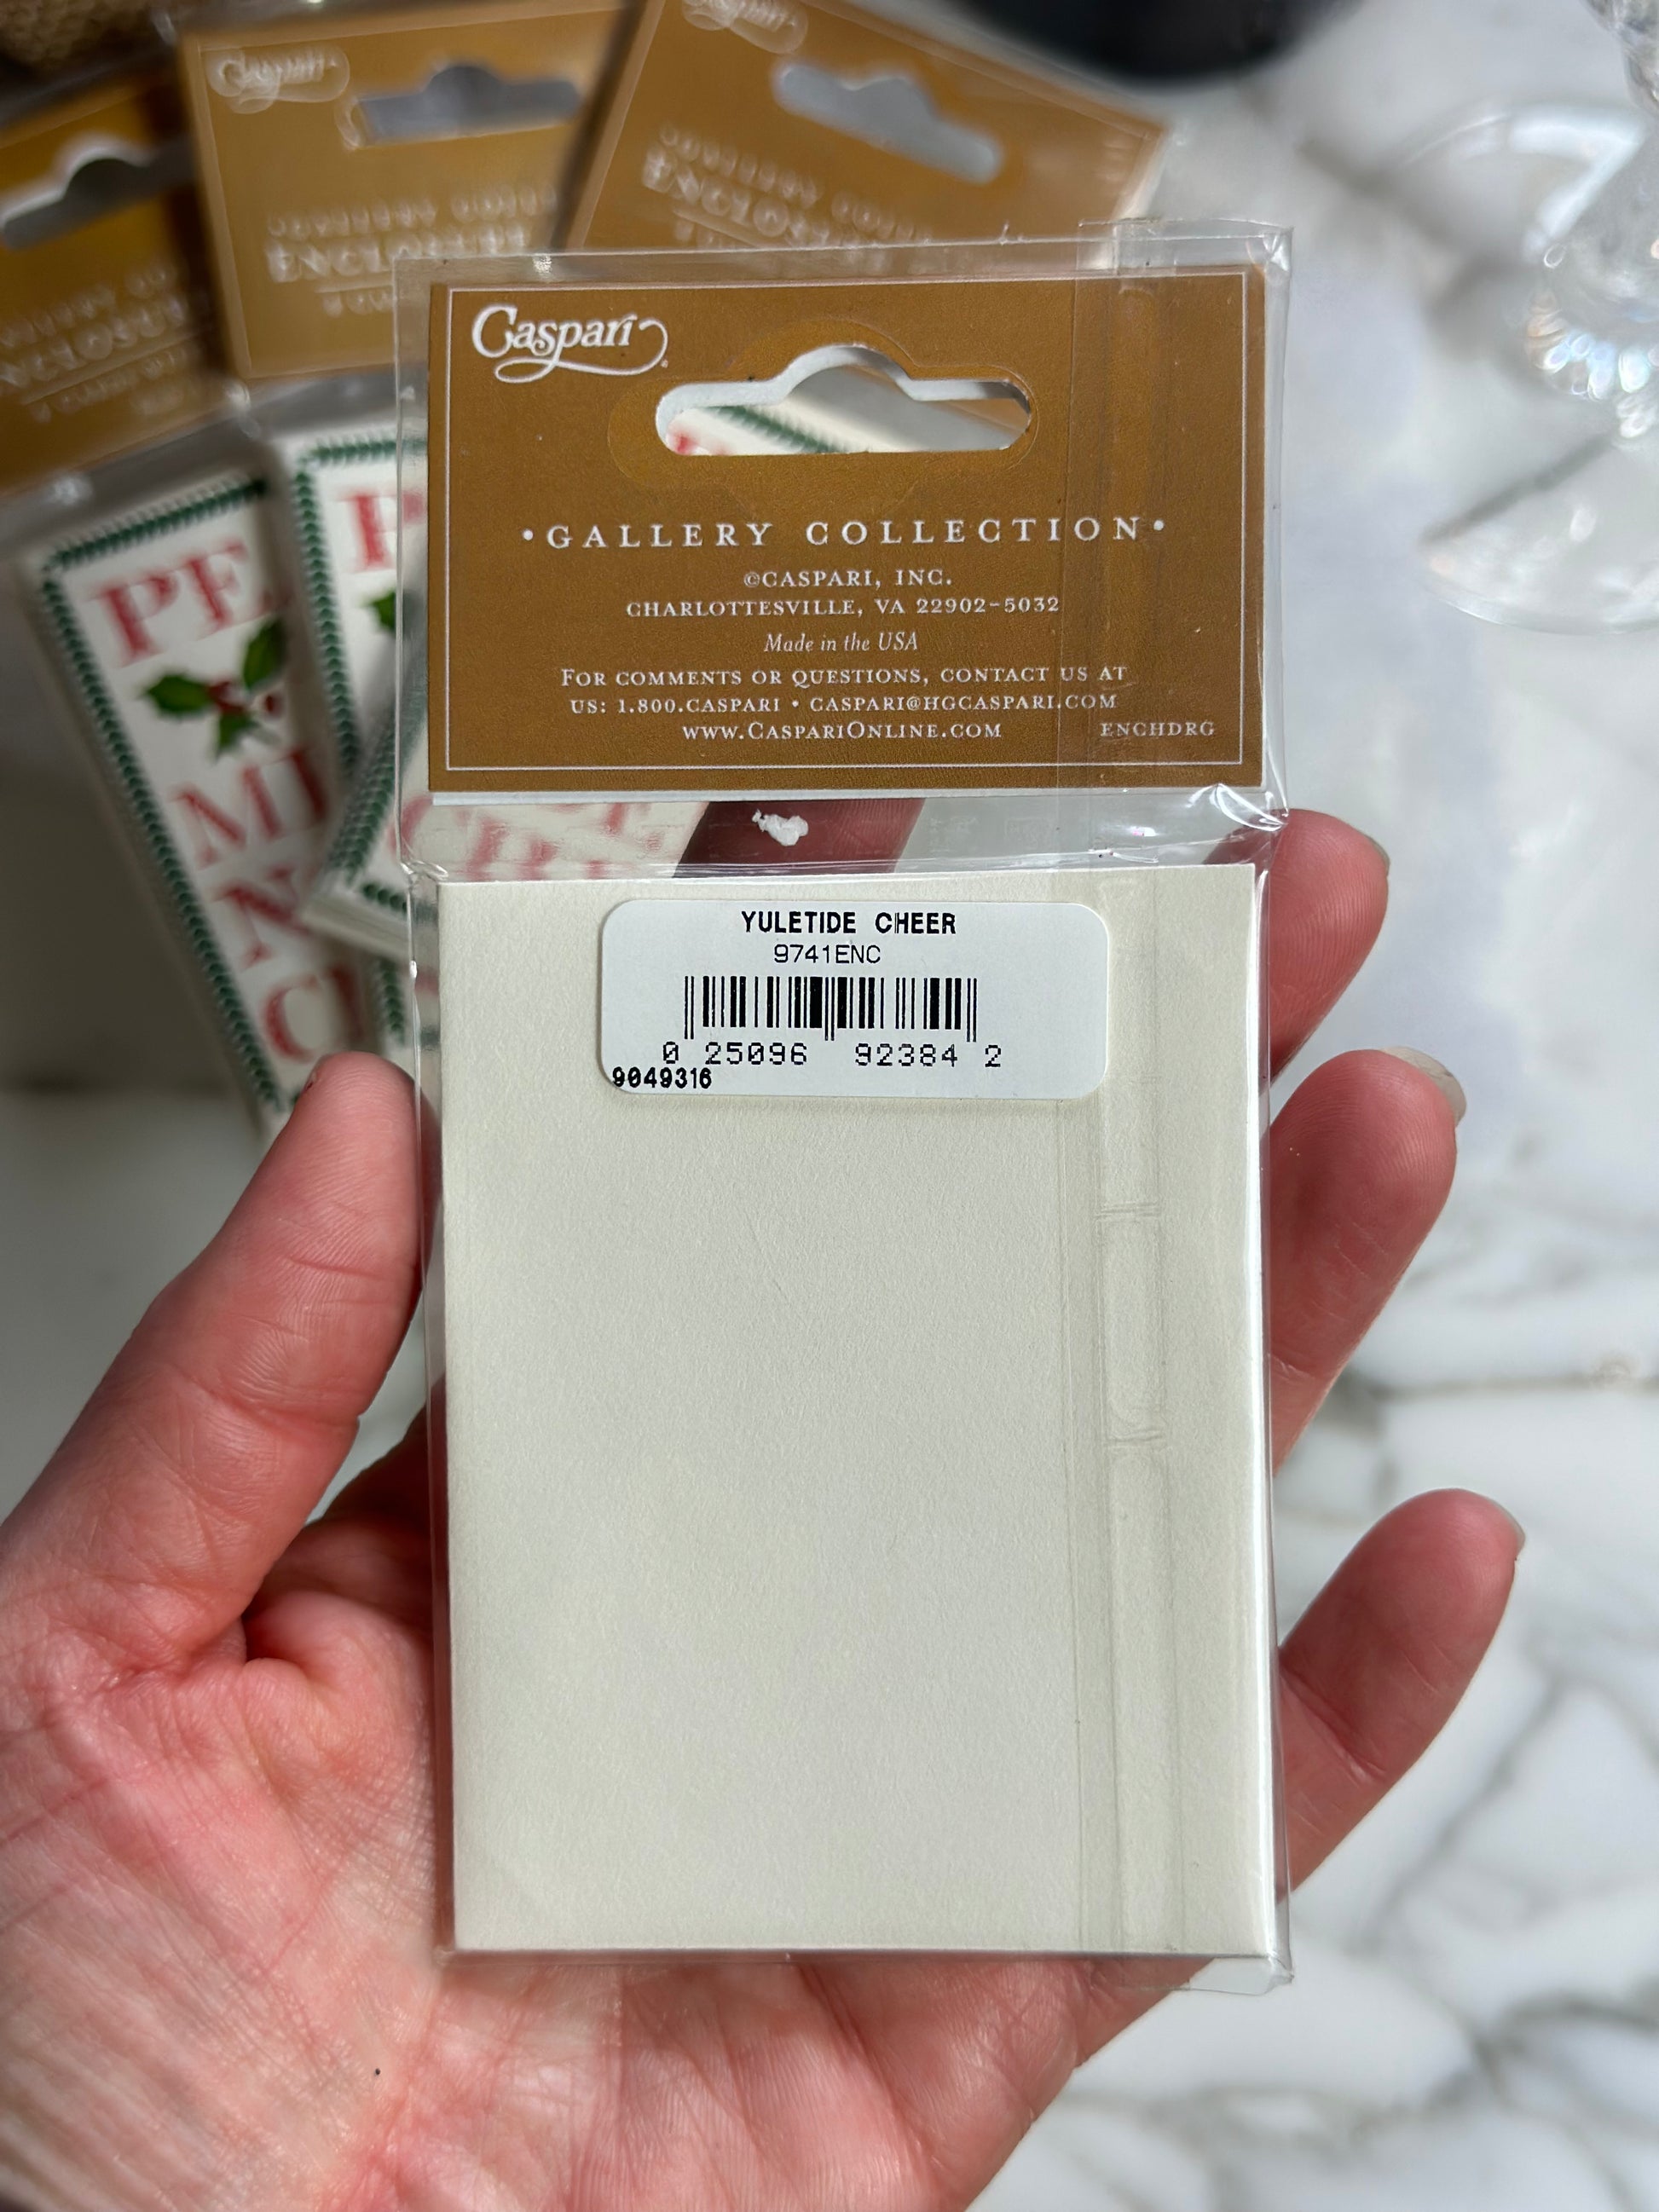 Caspari
•GALLERY COLLECTION•
©CASPARI, INC.
CHARLOTTESVILLE, VA 22902-5032
Made in the USA
FOR COMMENTS OR QUESTIONS, CONTACT US AT
US: 1.800.CASPARI • CASPARI@HGCASPARI.COM
WWW.CASPARIONLINE.COM ENCHDRG
YULETIDE CHEER
9741ENC
0 25096 92384 2
9049316